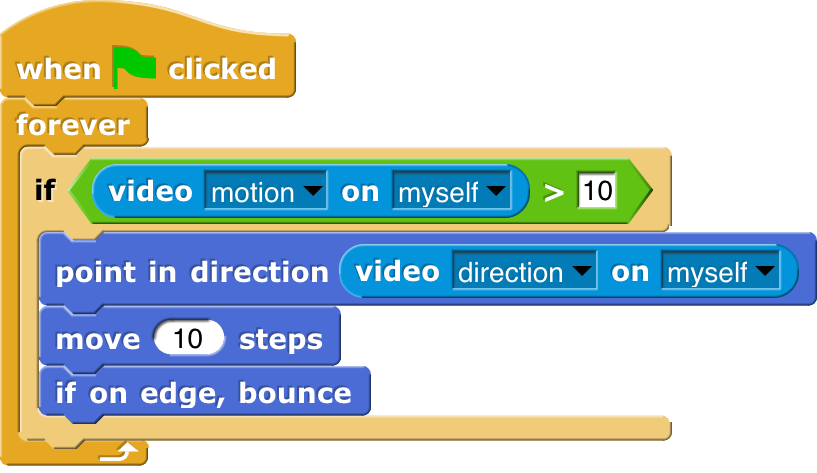 when clicked
forever
if video motion on myself > 10
point in direction video direction on myself
move 10 steps
if on edge, bounce